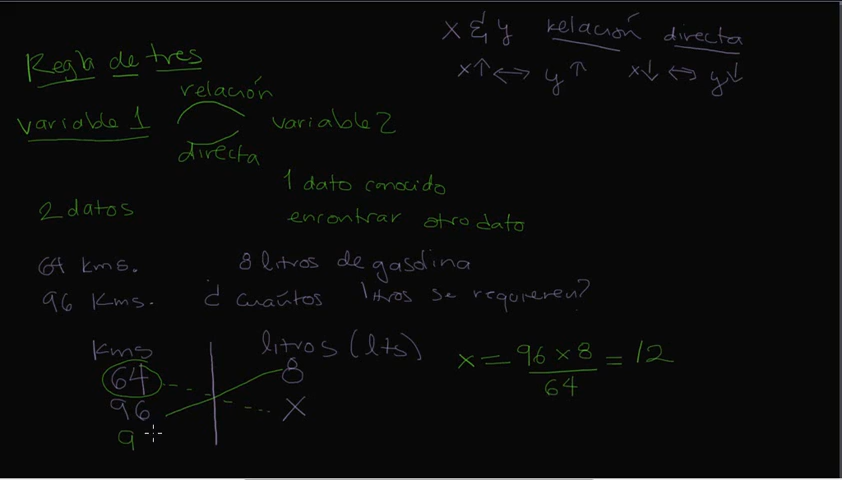 x & y relación directa
x↑ ↔ y↑ x↓ ↔ y↓
Regla de tres
relación
variable 1 variable 2
directa
1 dato conocido
2 datos
encontrar otro dato
64 kms. 8 litros de gasolina
96 Kms. ¿ cuántos litros se requieren?
kms litros (lts)
64 8
96 x
9
x = 96 x 8 / 64 = 12